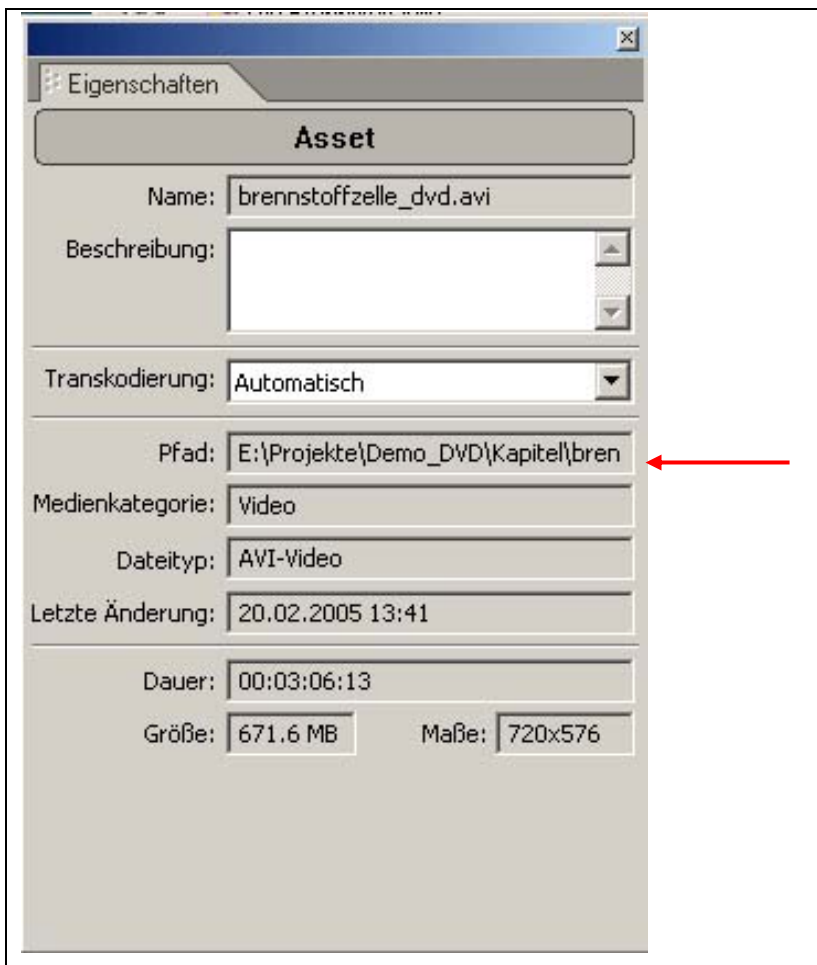 Eigenschaften
Asset
Name: brennstoffzelle_dvd.avi
Beschreibung:
Transkodierung: Automatisch
Pfad: E:\Projekte\Demo_DVD\Kapitel\bren
Medienkategorie: Video
Dateityp: AVI-Video
Letzte Änderung: 20.02.2005 13:41
Dauer: 00:03:06:13
Größe: 671.6 MB Maße: 720x576